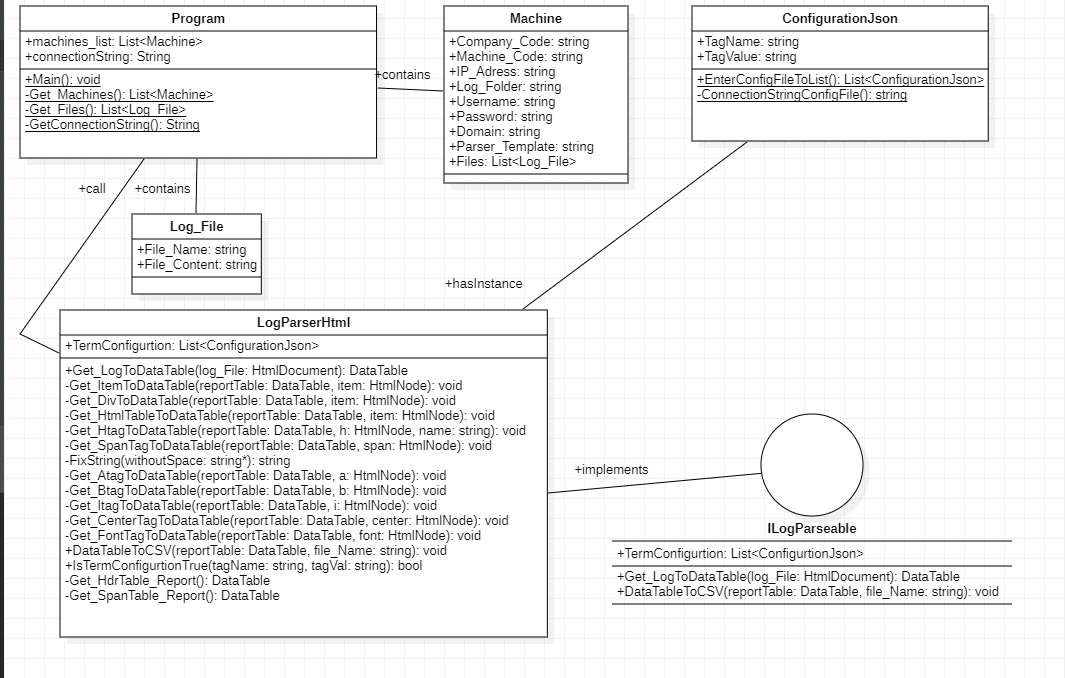 Program
+machines_list: List<Machine>
+connectionString: String
+Main(): void
-Get_Machines(): List<Machine>
-Get_Files(): List<Log_File>
-GetConnectionString(): String
+contains
Machine
+Company_Code: string
+Machine_Code: string
+IP_Adress: string
+Log_Folder: string
+Username: string
+Password: string
+Domain: string
+Parser_Template: string
+Files: List<Log_File>
ConfigurationJson
+TagName: string
+TagValue: string
+EnterConfigFileToList(): List<ConfigurationJson>
-ConnectionStringConfigFile(): string
+call
+contains
Log_File
+File_Name: string
+File_Content: string
+hasInstance
LogParserHtml
+TermConfigurtion: List<ConfigurationJson>
+Get_LogToDataTable(log_File: HtmlDocument): DataTable
-Get_ItemToDataTable(reportTable: DataTable, item: HtmlNode): void
-Get_DivToDataTable(reportTable: DataTable, item: HtmlNode): void
-Get_HtmlTableToDataTable(reportTable: DataTable, item: HtmlNode): void
-Get_HtagToDataTable(reportTable: DataTable, h: HtmlNode, name: string): void
-Get_SpanTagToDataTable(reportTable: DataTable, span: HtmlNode): void
-FixString(withoutSpace: string*): string
-Get_AtagToDataTable(reportTable: DataTable, a: HtmlNode): void
-Get_BtagToDataTable(reportTable: DataTable, b: HtmlNode): void
-Get_ItagToDataTable(reportTable: DataTable, i: HtmlNode): void
-Get_CenterTagToDataTable(reportTable: DataTable, center: HtmlNode): void
-Get_FontTagToDataTable(reportTable: DataTable, font: HtmlNode): void
+DataTableToCSV(reportTable: DataTable, file_Name: string): void
+IsTermConfigurtionTrue(tagName: string, tagVal: string): bool
-Get_HdrTable_Report(): DataTable
-Get_SpanTable_Report(): DataTable
+implements
ILogParseable
+TermConfigurtion: List<ConfigurtionJson>
+Get_LogToDataTable(log_File: HtmlDocument): DataTable
+DataTableToCSV(reportTable: DataTable, file_Name: string): void